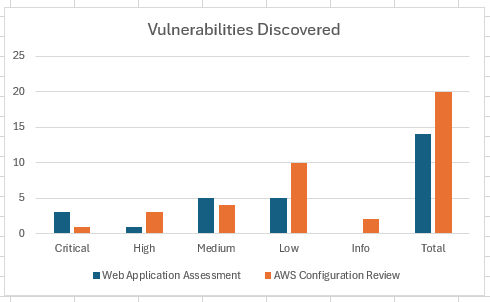 Vulnerabilities Discovered
25
20
15
10
5
0
Critical High Medium Low Info Total
Web Application Assessment AWS Configuration Review